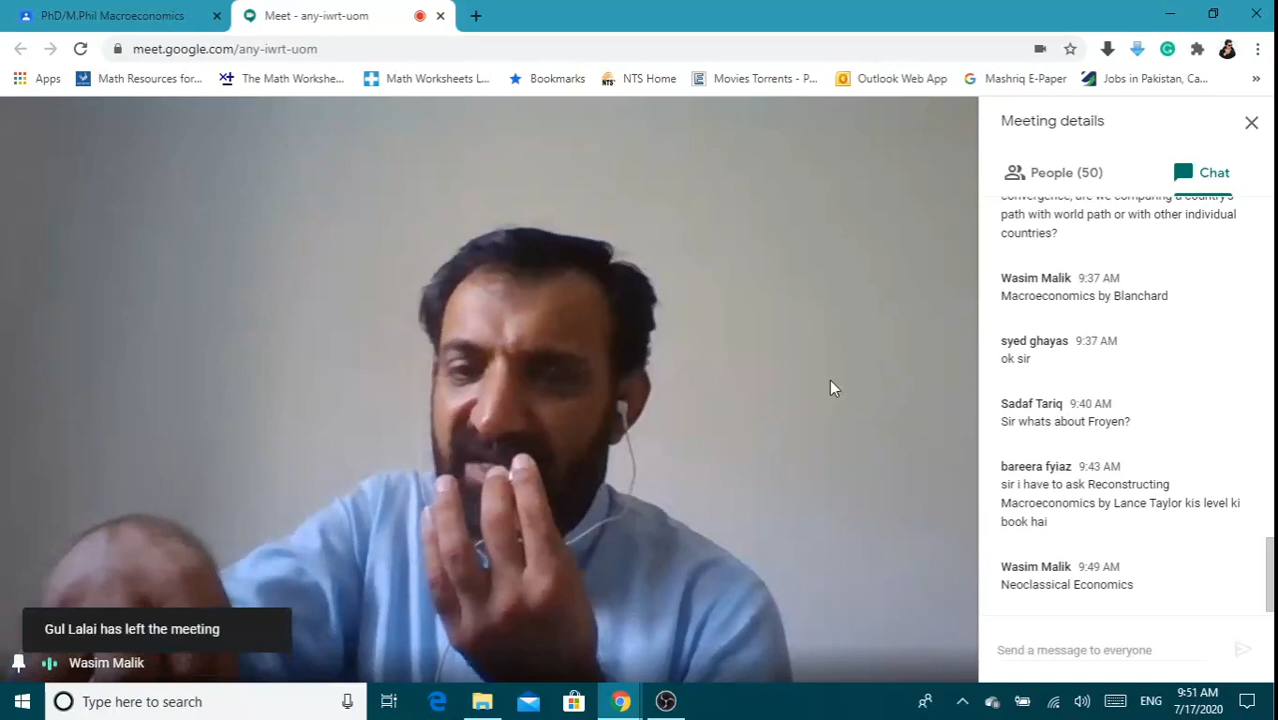 PhD/M.Phil Macroeconomics
Meet - any-iwrt-uom
meet.google.com/any-iwrt-uom
Apps
Math Resources for...
The Math Workshe...
Math Worksheets L...
Bookmarks
NTS Home
Movies Torrents - P...
Outlook Web App
Mashriq E-Paper
Jobs in Pakistan, Ca...
»
Meeting details
People (50)
Chat
convergence, are we comparing a country's
path with world path or with other individual
countries?
Wasim Malik 9:37 AM
Macroeconomics by Blanchard
syed ghayas 9:37 AM
ok sir
Sadaf Tariq 9:40 AM
Sir whats about Froyen?
bareera fyiaz 9:43 AM
sir i have to ask Reconstructing
Macroeconomics by Lance Taylor kis level ki
book hai
Wasim Malik 9:49 AM
Neoclassical Economics
Send a message to everyone
Gul Lalai has left the meeting
Wasim Malik
Type here to search
ENG
9:51 AM
7/17/2020